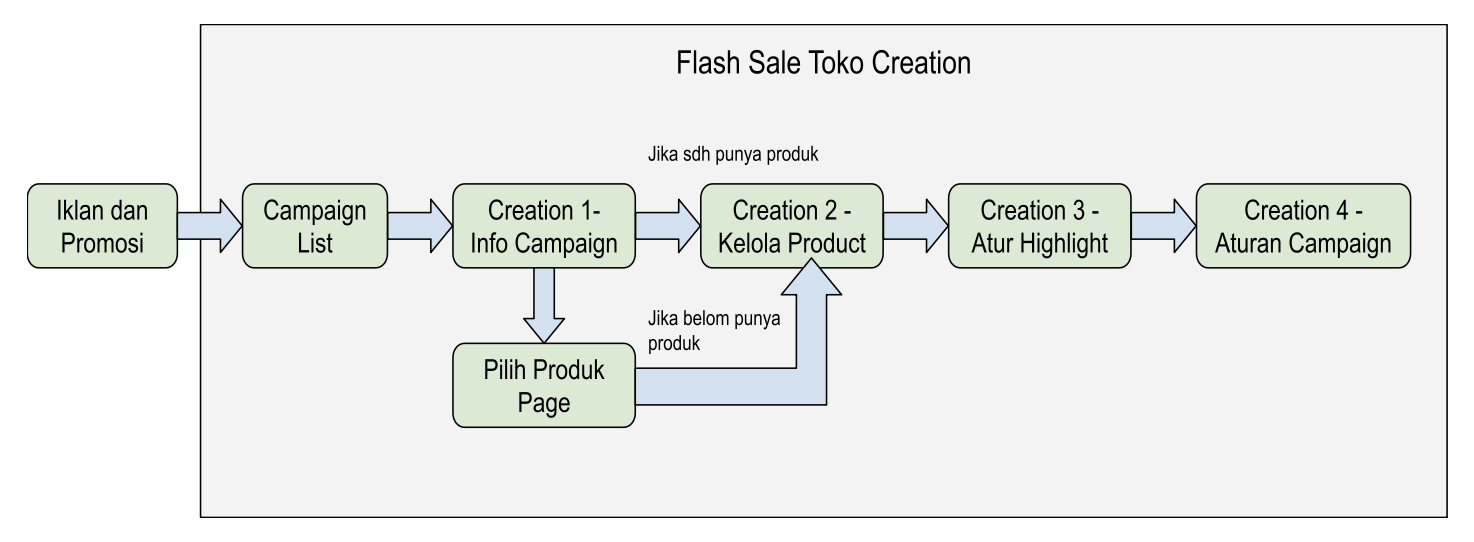 Flash Sale Toko Creation
Jika sdh punya produk
Iklan dan
Promosi
Campaign
List
Creation 1-
Info Campaign
Creation 2 -
Kelola Product
Creation 3 -
Atur Highlight
Creation 4 -
Aturan Campaign
Jika belom punya
produk
Pilih Produk
Page